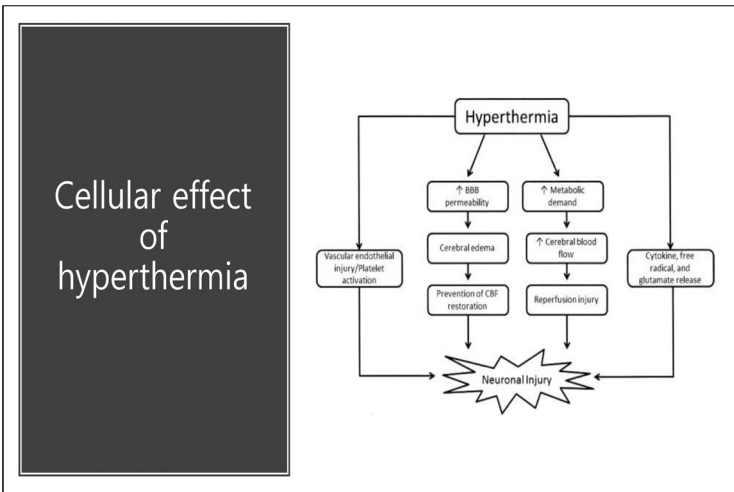 Cellular effect
of
hyperthermia
Hyperthermia
↑ BBB
permeability
↑ Metabolic
demand
Vascular endothelial
injury/Platelet
activation
Cerebral edema
↑ Cerebral blood
flow
Cytokine, free
radical, and
glutamate release
Prevention of CBF
restoration
Reperfusion injury
Neuronal Injury